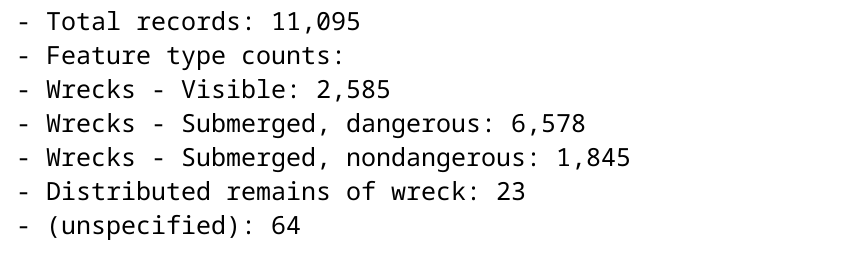 - Total records: 11,095
- Feature type counts:
- Wrecks - Visible: 2,585
- Wrecks - Submerged, dangerous: 6,578
- Wrecks - Submerged, nondangerous: 1,845
- Distributed remains of wreck: 23
- (unspecified): 64